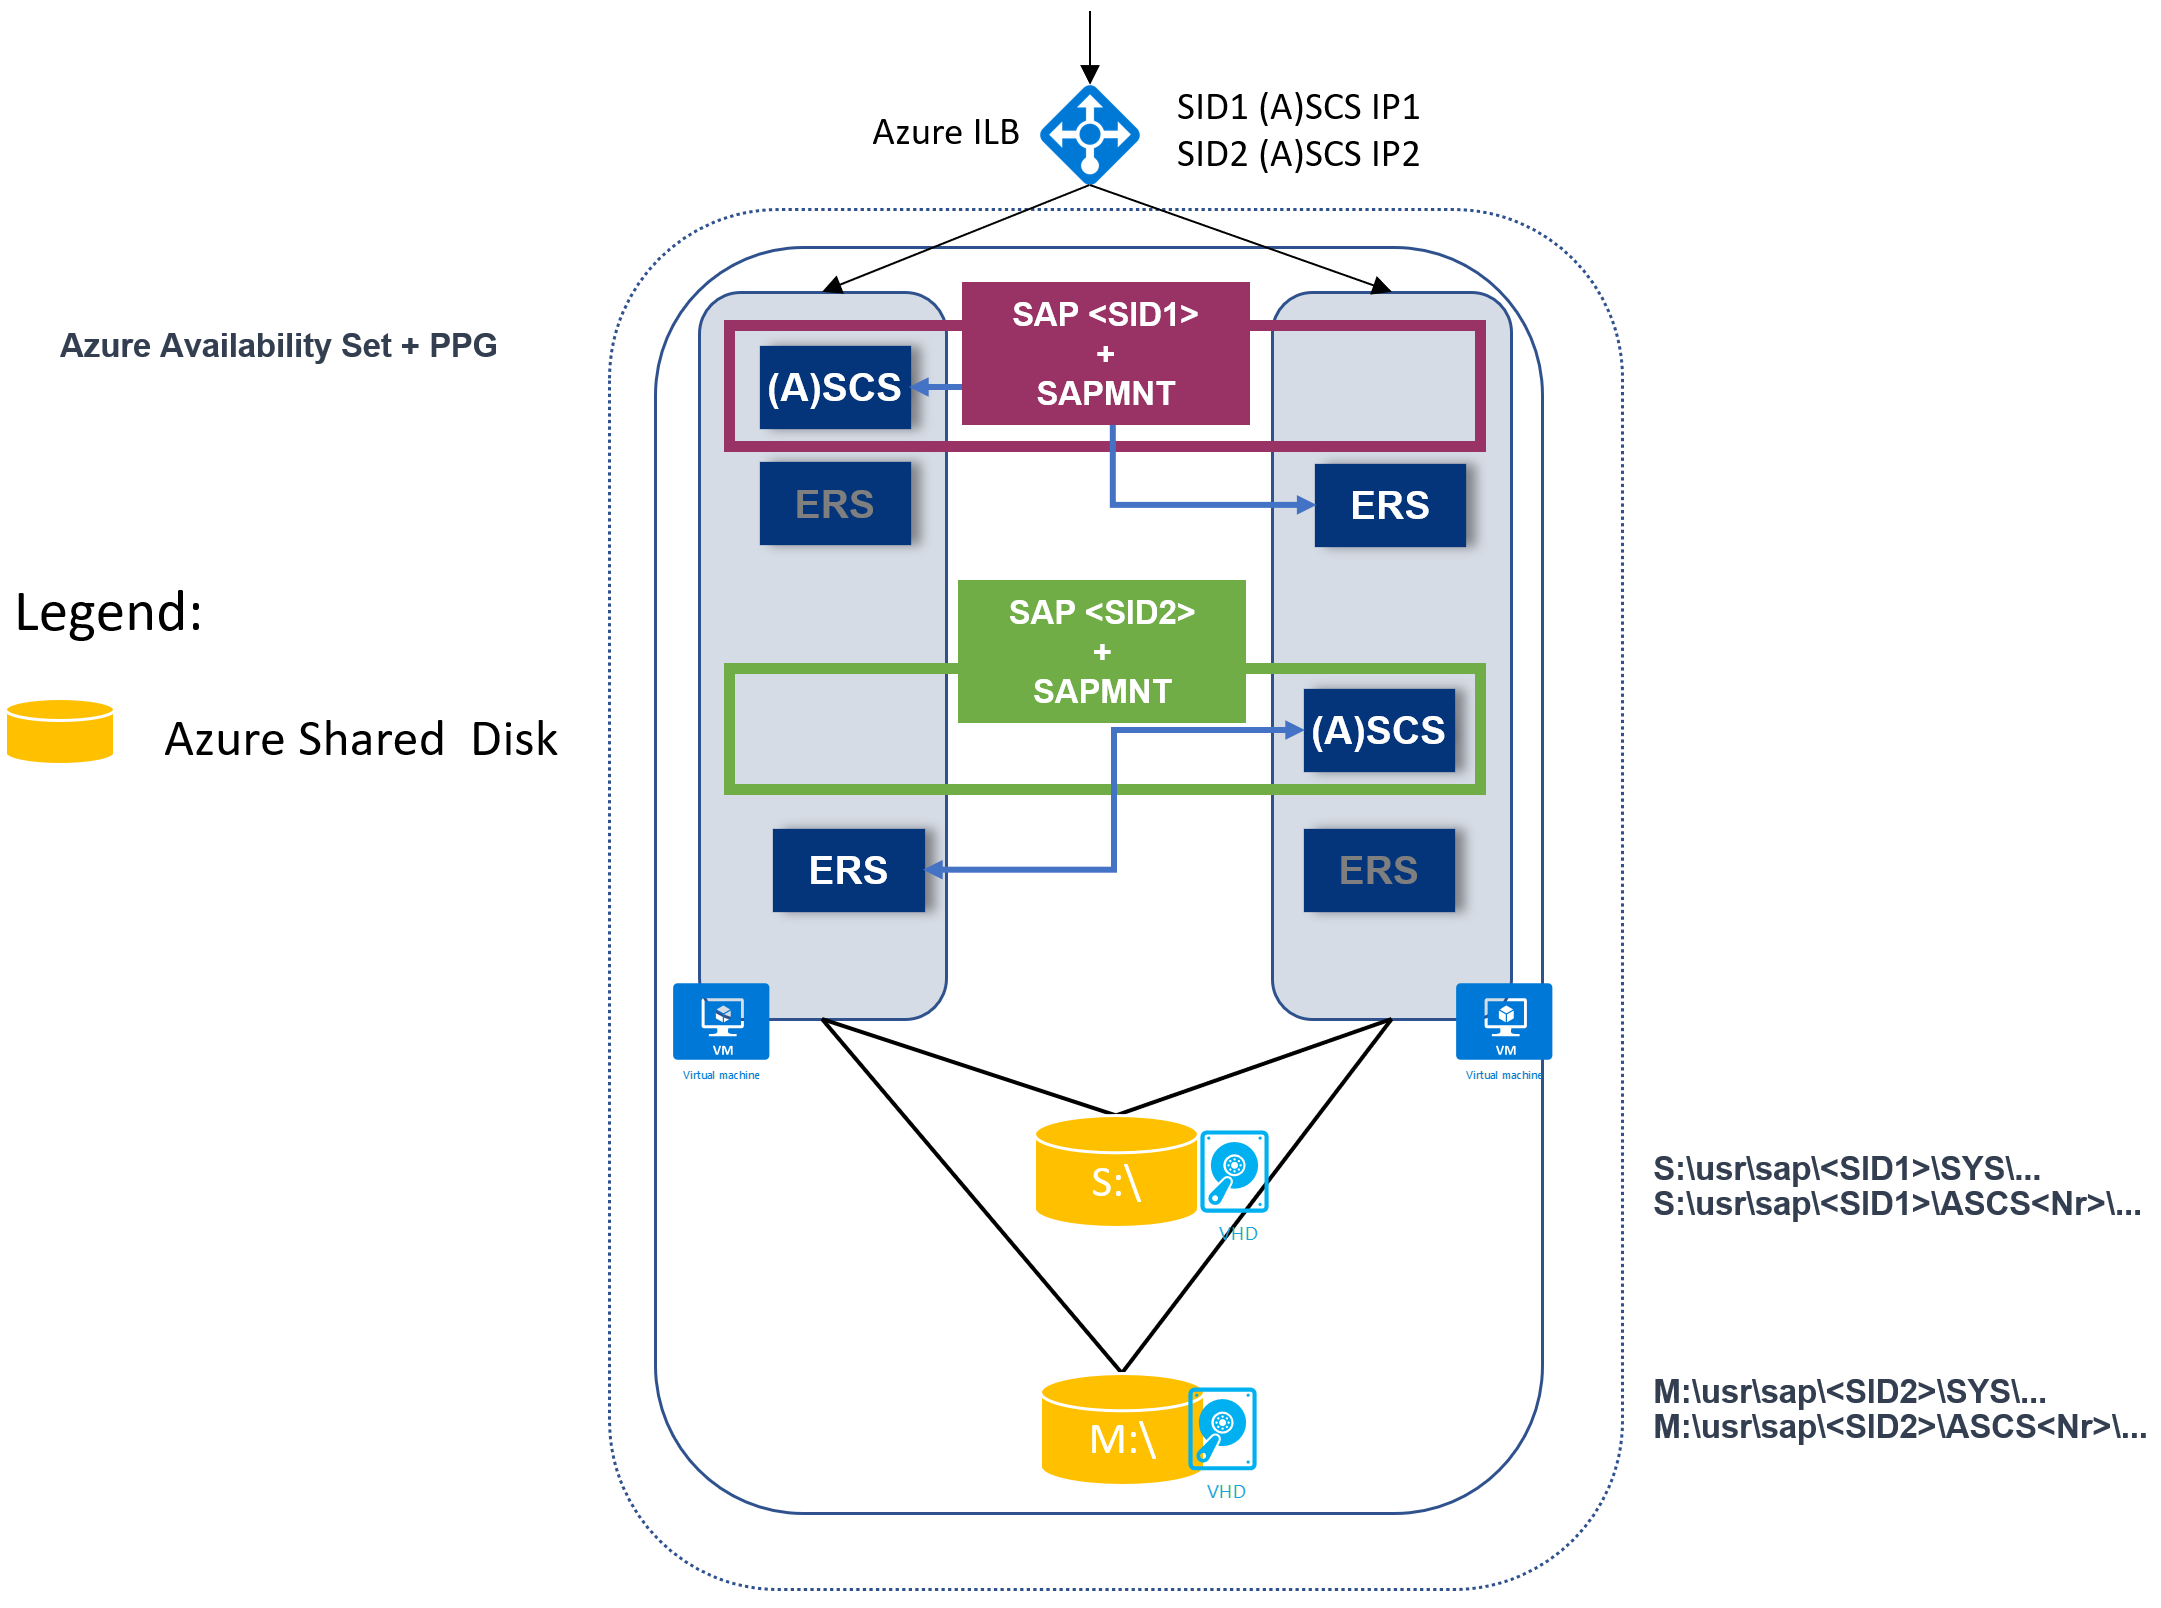 Azure ILB
SID1 (A)SCS IP1
SID2 (A)SCS IP2
Azure Availability Set + PPG
SAP <SID1>
+
SAPMNT
(A)SCS
ERS
ERS
Legend:
Azure Shared  Disk
SAP <SID2>
+
SAPMNT
(A)SCS
ERS
ERS
VM
Virtual machine
VM
Virtual machine
S:\
VHD
S:\usr\sap\<SID1>\SYS\...
S:\usr\sap\<SID1>\ASCS<Nr>\...
M:\
VHD
M:\usr\sap\<SID2>\SYS\...
M:\usr\sap\<SID2>\ASCS<Nr>\...